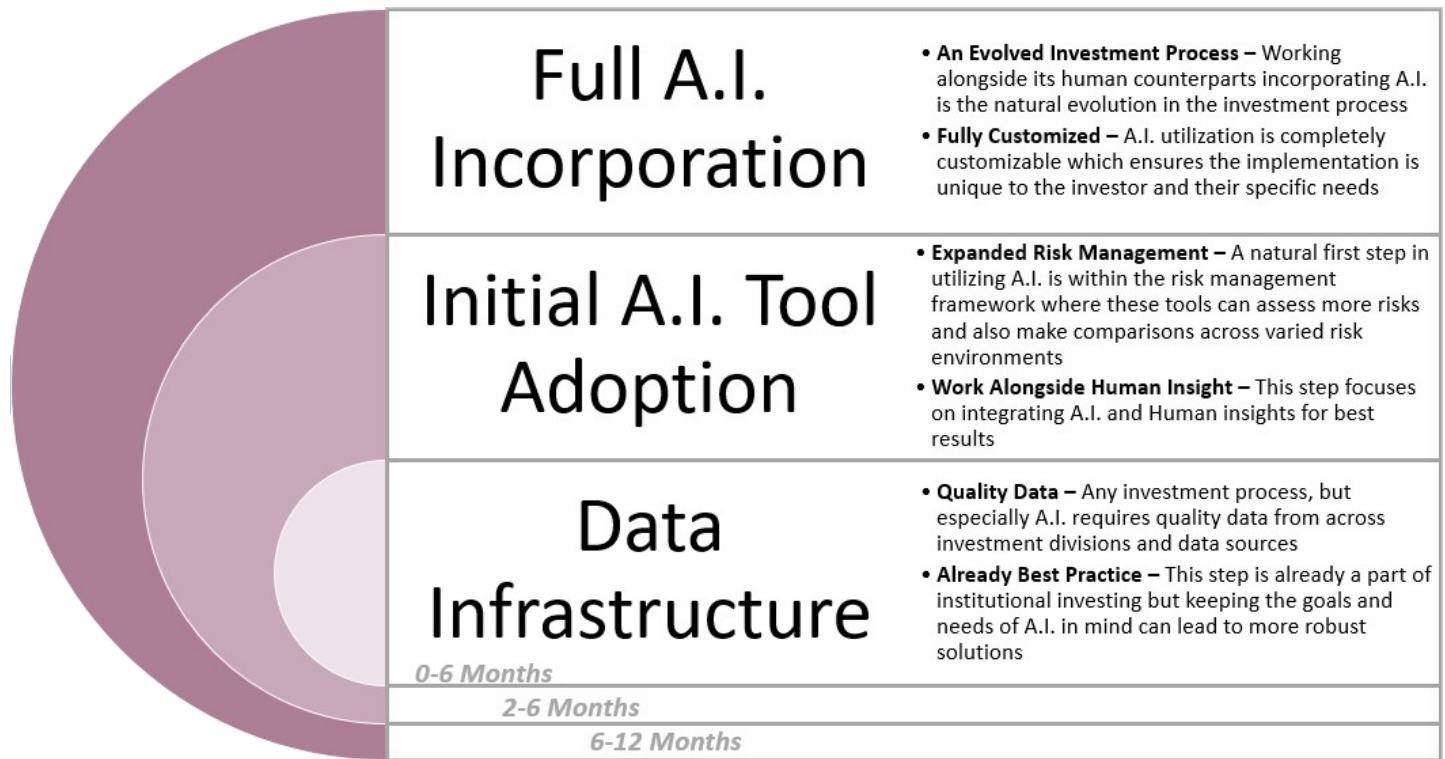 Full A.I.
Incorporation
• An Evolved Investment Process – Working
alongside its human counterparts incorporating A.I.
is the natural evolution in the investment process
• Fully Customized – A.I. utilization is completely
customizable which ensures the implementation is
unique to the investor and their specific needs
Initial A.I. Tool
Adoption
• Expanded Risk Management – A natural first step in
utilizing A.I. is within the risk management
framework where these tools can assess more risks
and also make comparisons across varied risk
environments
• Work Alongside Human Insight – This step focuses
on integrating A.I. and Human insights for best
results
Data
Infrastructure
• Quality Data – Any investment process, but
especially A.I. requires quality data from across
investment divisions and data sources
• Already Best Practice – This step is already a part of
institutional investing but keeping the goals and
needs of A.I. in mind can lead to more robust
solutions
0-6 Months
2-6 Months
6-12 Months